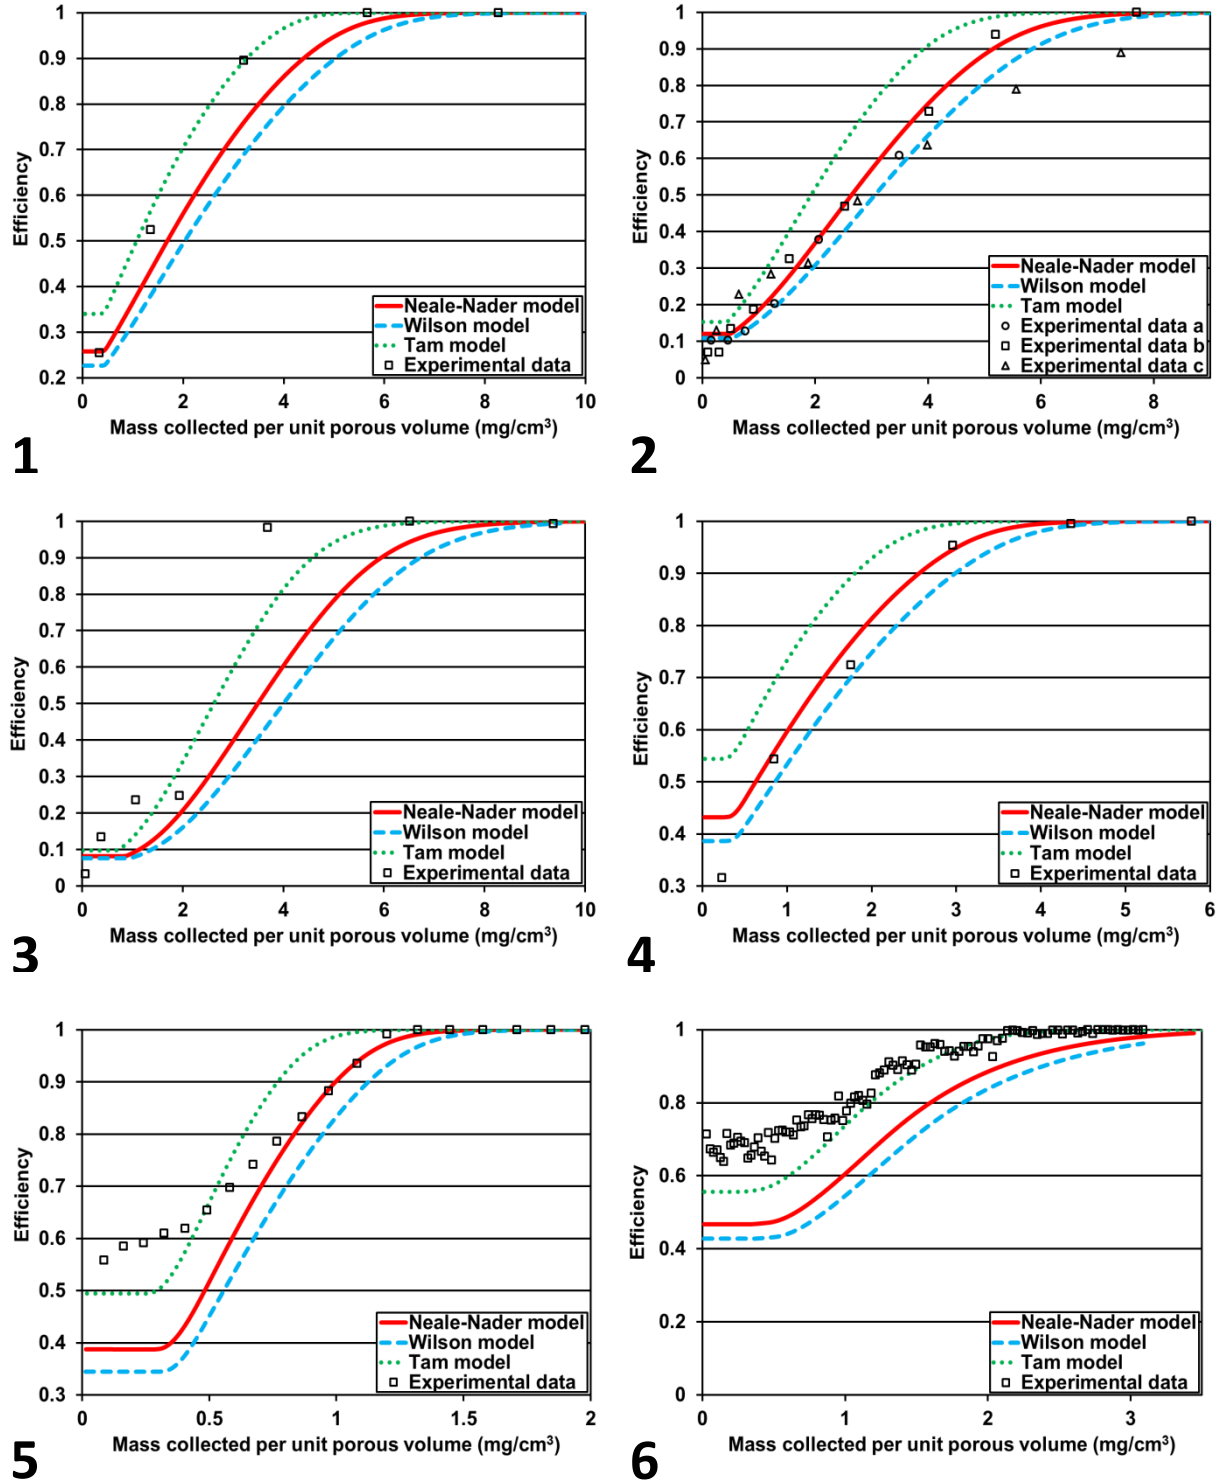 1
0.9
0.8
0.7
0.6
0.5
0.4
0.3
0.2
Efficiency
0 2 4 6 8 10
Mass collected per unit porous volume (mg/cm³)
Neale-Nader model
Wilson model
Tam model
Experimental data
1
1
0.9
0.8
0.7
0.6
0.5
0.4
0.3
0.2
0.1
0
Efficiency
0 2 4 6 8
Mass collected per unit porous volume (mg/cm³)
Neale-Nader model
Wilson model
Tam model
Experimental data a
Experimental data b
Experimental data c
2
1
0.9
0.8
0.7
0.6
0.5
0.4
0.3
0.2
0.1
0
Efficiency
0 2 4 6 8 10
Mass collected per unit porous volume (mg/cm³)
Neale-Nader model
Wilson model
Tam model
Experimental data
3
1
0.9
0.8
0.7
0.6
0.5
0.4
0.3
Efficiency
0 1 2 3 4 5 6
Mass collected per unit porous volume (mg/cm³)
Neale-Nader model
Wilson model
Tam model
Experimental data
4
1
0.9
0.8
0.7
0.6
0.5
0.4
0.3
Efficiency
0 0.5 1 1.5 2
Mass collected per unit porous volume (mg/cm³)
Neale-Nader model
Wilson model
Tam model
Experimental data
5
1
0.8
0.6
0.4
0.2
0
Efficiency
0 1 2 3
Mass collected per unit porous volume (mg/cm³)
Neale-Nader model
Wilson model
Tam model
Experimental data
6